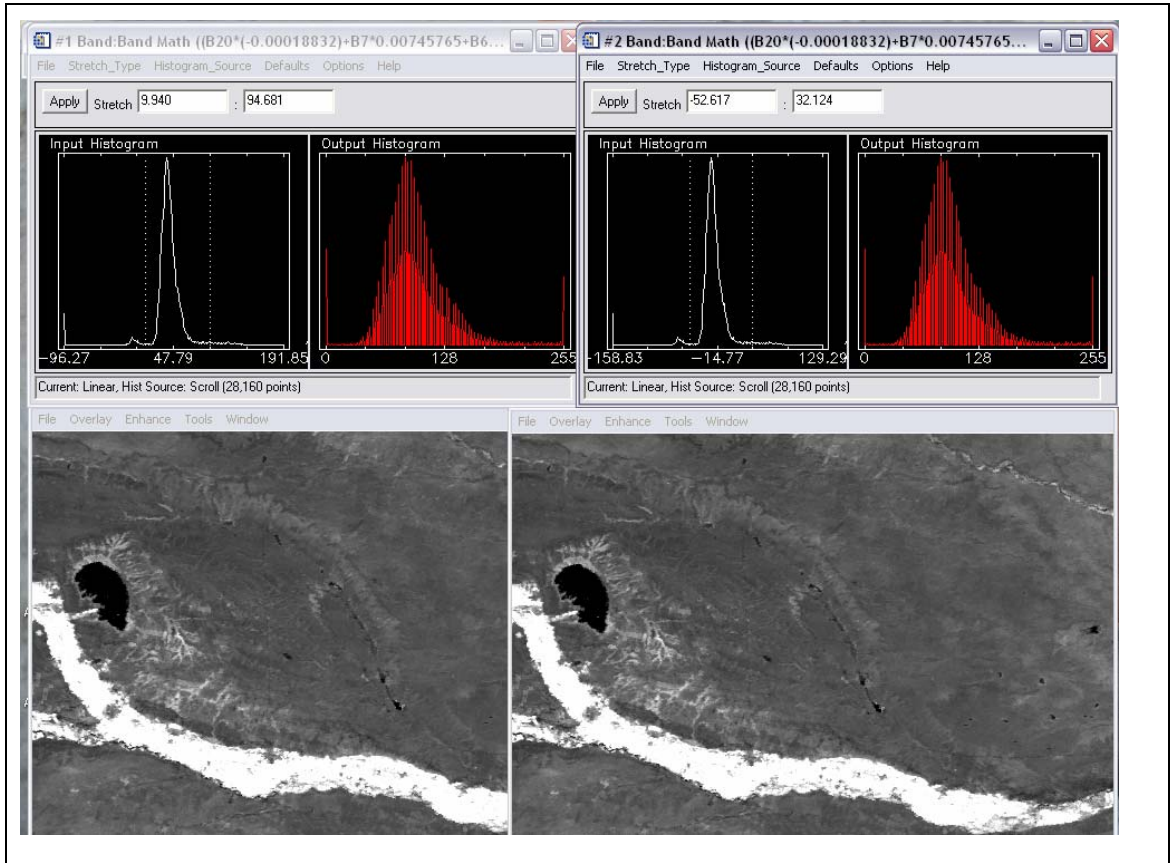 #1 Band:Band Math ((B20*(-0.00018832)+B7*0.00745765+B6...
File Stretch_Type Histogram_Source Defaults Options Help
Apply Stretch 9.940 : 94.681
Input Histogram Output Histogram
-96.27 47.79 191.85 0 128 255
Current: Linear, Hist Source: Scroll (28,160 points)
#2 Band:Band Math ((B20*(-0.00018832)+B7*0.00745765...
File Stretch_Type Histogram_Source Defaults Options Help
Apply Stretch -52.617 : 32.124
Input Histogram Output Histogram
-158.83 -14.77 129.29 0 128 255
Current: Linear, Hist Source: Scroll (28,160 points)
File Overlay Enhance Tools Window
File Overlay Enhance Tools Window